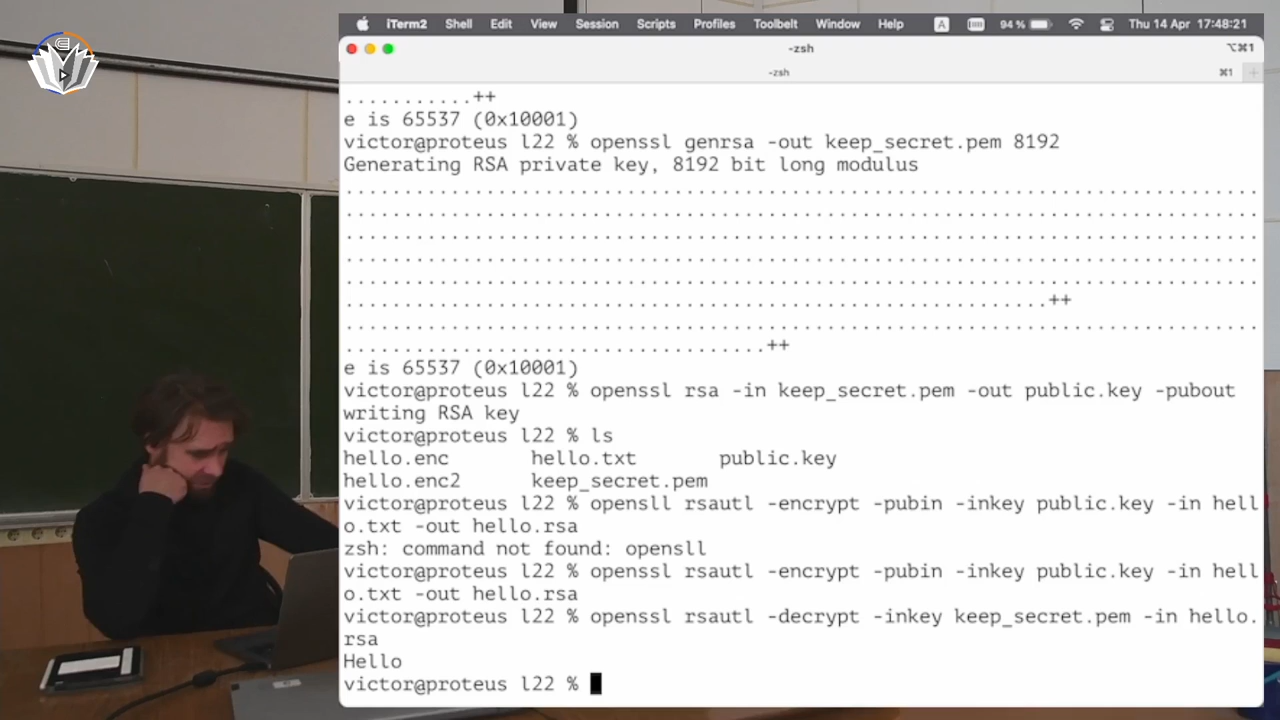 iTerm2 Shell Edit View Session Scripts Profiles Toolbelt Window Help A 94 % Thu 14 Apr 17:48:21
-zsh ⌥⌘1
-zsh ⌘1
...........++
e is 65537 (0x10001)
victor@proteus l22 % openssl genrsa -out keep_secret.pem 8192
Generating RSA private key, 8192 bit long modulus
..............................................................................
..............................................................................
..............................................................................
..............................................................................
..............................................................................
............................................................++
..............................................................................
....................................++
e is 65537 (0x10001)
victor@proteus l22 % openssl rsa -in keep_secret.pem -out public.key -pubout
writing RSA key
victor@proteus l22 % ls
hello.enc hello.txt public.key
hello.enc2 keep_secret.pem
victor@proteus l22 % opensll rsautl -encrypt -pubin -inkey public.key -in hell
o.txt -out hello.rsa
zsh: command not found: opensll
victor@proteus l22 % openssl rsautl -encrypt -pubin -inkey public.key -in hell
o.txt -out hello.rsa
victor@proteus l22 % openssl rsautl -decrypt -inkey keep_secret.pem -in hello.
rsa
Hello
victor@proteus l22 %